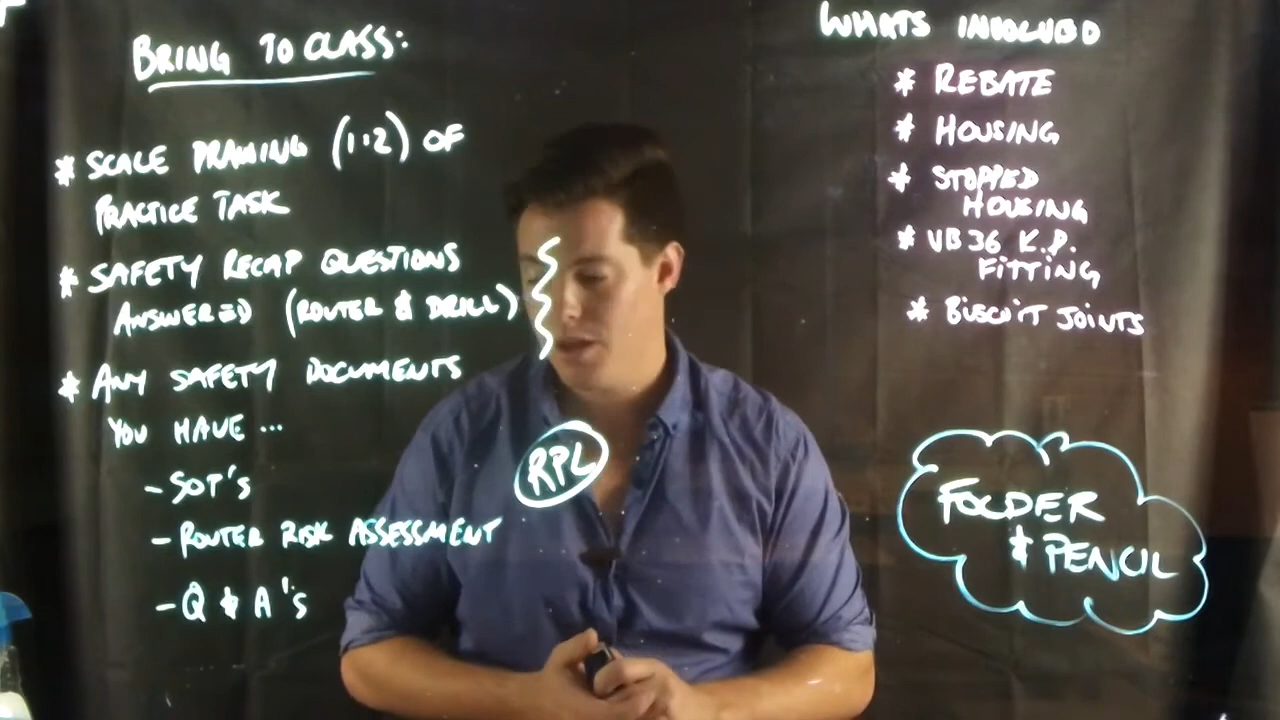 BRING TO CLASS:
* SCALE DRAWING (1:2) OF
PRACTICE TASK
* SAFETY RECAP QUESTIONS
ANSWERED (ROUTER & DRILL)
* ANY SAFETY DOCUMENTS
YOU HAVE ...
- SOP'S
- ROUTER RISK ASSESSMENT
- Q & A'S
RPL
WHATS INVOLVED
* REBATE
* HOUSING
* STOPPED
HOUSING
* VB36 K.D.
FITTING
* BISCUIT JOINTS
FOLDER
& PENCIL